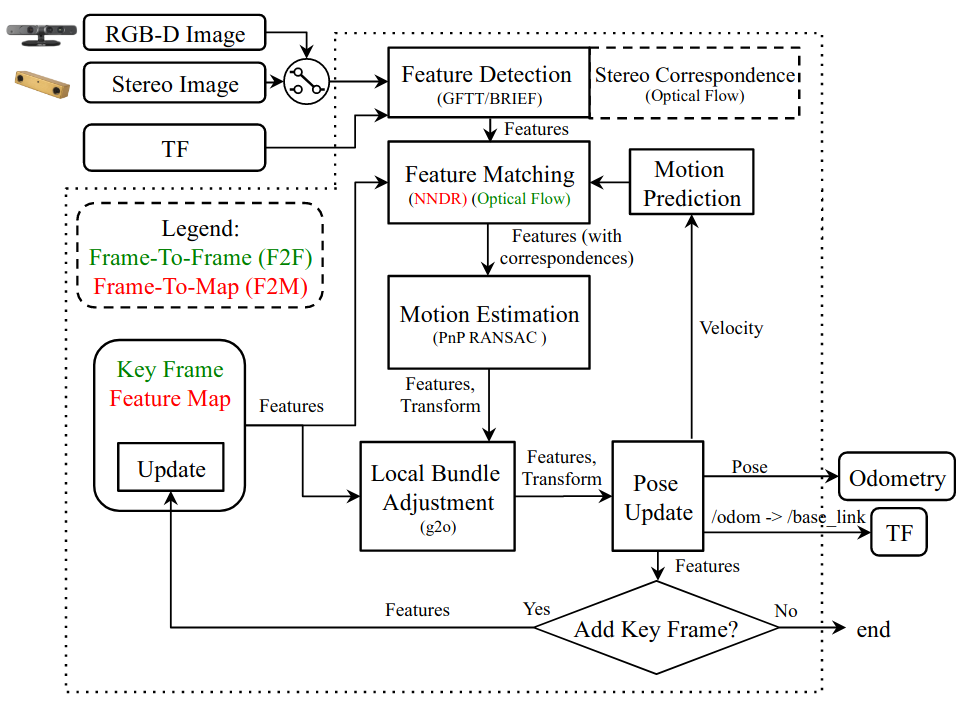 RGB-D Image
Stereo Image
TF
Feature Detection
(GFTT/BRIEF)
Stereo Correspondence
(Optical Flow)
Features
Feature Matching
(NNDR) (Optical Flow)
Motion
Prediction
Legend:
Frame-To-Frame (F2F)
Frame-To-Map (F2M)
Features (with
correspondences)
Motion Estimation
(PnP RANSAC )
Velocity
Key Frame
Feature Map
Update
Features
Features,
Transform
Local Bundle
Adjustment
(g2o)
Features,
Transform
Pose
Update
Pose
Odometry
/odom -> /base_link
TF
Features
Add Key Frame?
Yes
Features
No
end